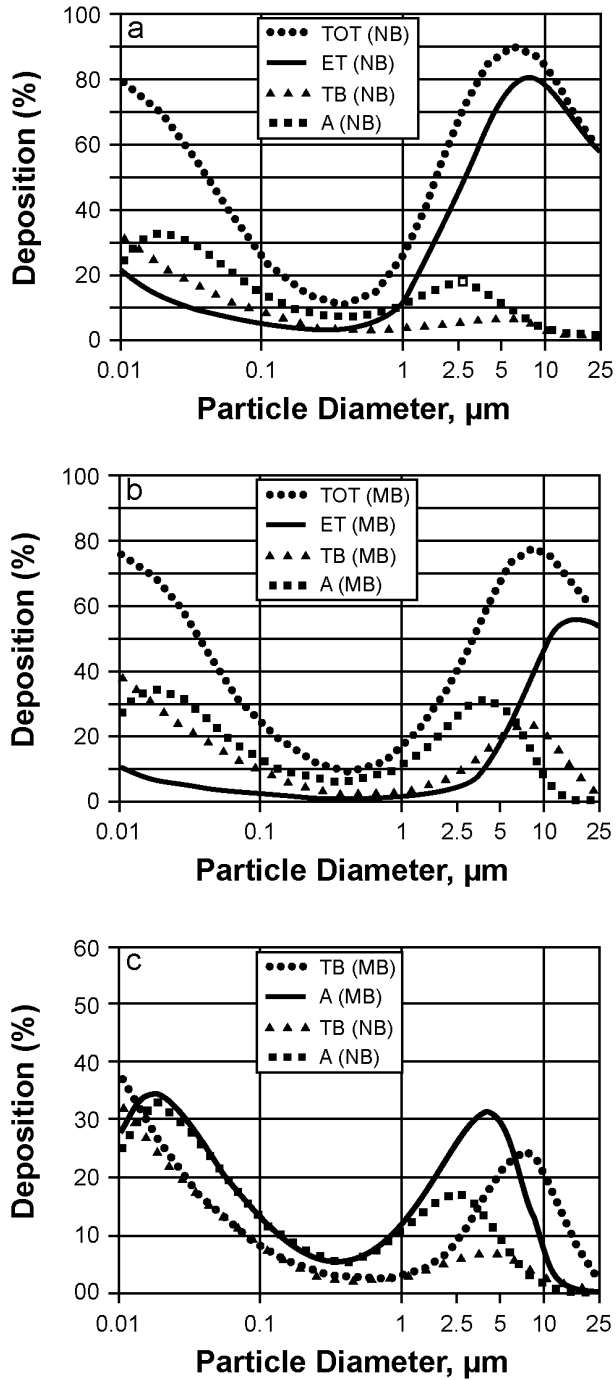 a
TOT (NB)
ET (NB)
TB (NB)
A (NB)
Deposition (%)
100
80
60
40
20
0
0.01 0.1 1 2.5 5 10 25
Particle Diameter, µm
b
TOT (MB)
ET (MB)
TB (MB)
A (MB)
Deposition (%)
100
80
60
40
20
0
0.01 0.1 1 2.5 5 10 25
Particle Diameter, µm
c
TB (MB)
A (MB)
TB (NB)
A (NB)
Deposition (%)
60
50
40
30
20
10
00
0.01 0.1 1 2.5 5 10 25
Particle Diameter, µm